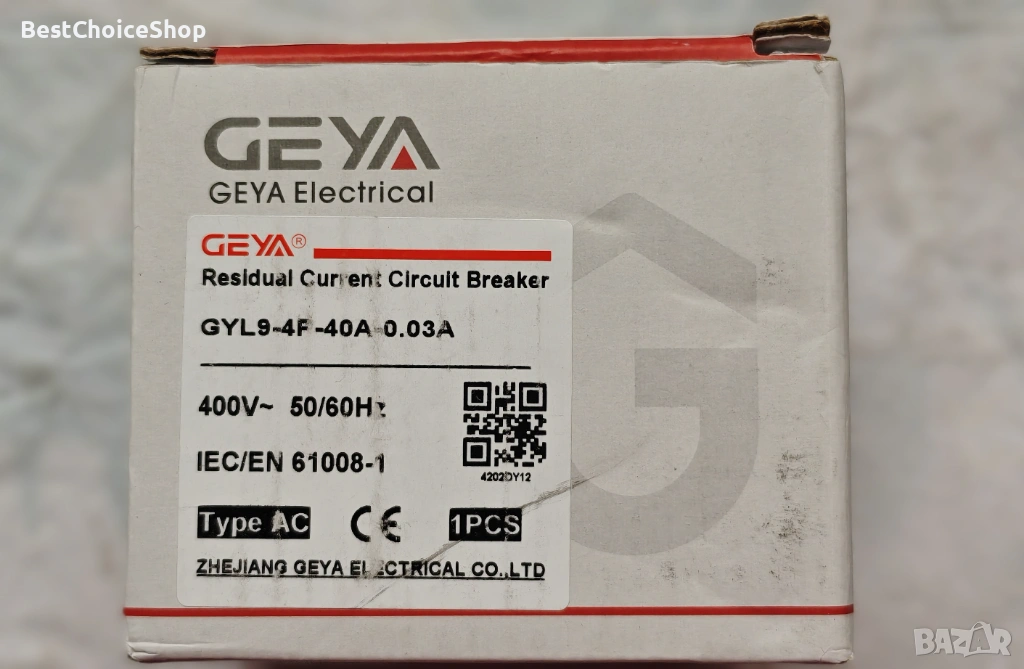 BestChoiceShop
GEYA
GEYA Electrical
GEYA®
Residual Current Circuit Breaker
GYL9-4P-40A-0.03A
400V~ 50/60Hz
IEC/EN 61008-1
4202DY12
Type AC CE 1PCS
ZHEJIANG GEYA ELECTRICAL CO.,LTD
BAZAR